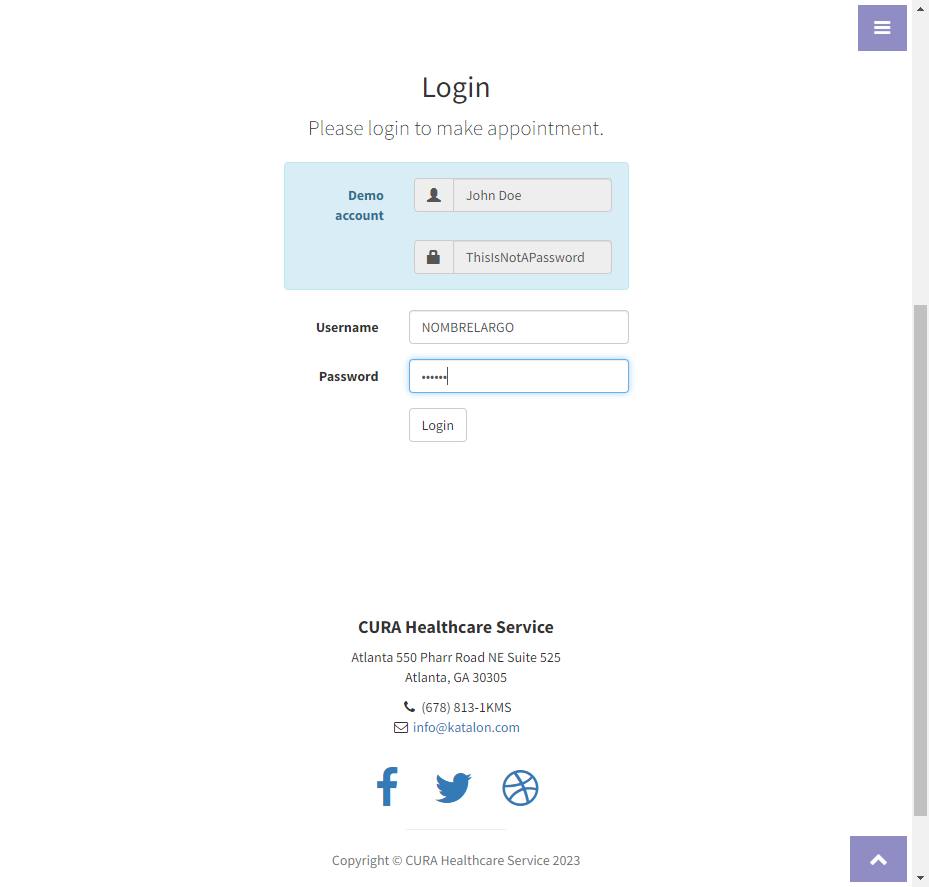 Login
Please login to make appointment.
Demo account
John Doe
ThisIsNotAPassword
Username
NOMBRELARGO
Password
••••••
Login
CURA Healthcare Service
Atlanta 550 Pharr Road NE Suite 525
Atlanta, GA 30305
(678) 813-1KMS
info@katalon.com
Copyright © CURA Healthcare Service 2023